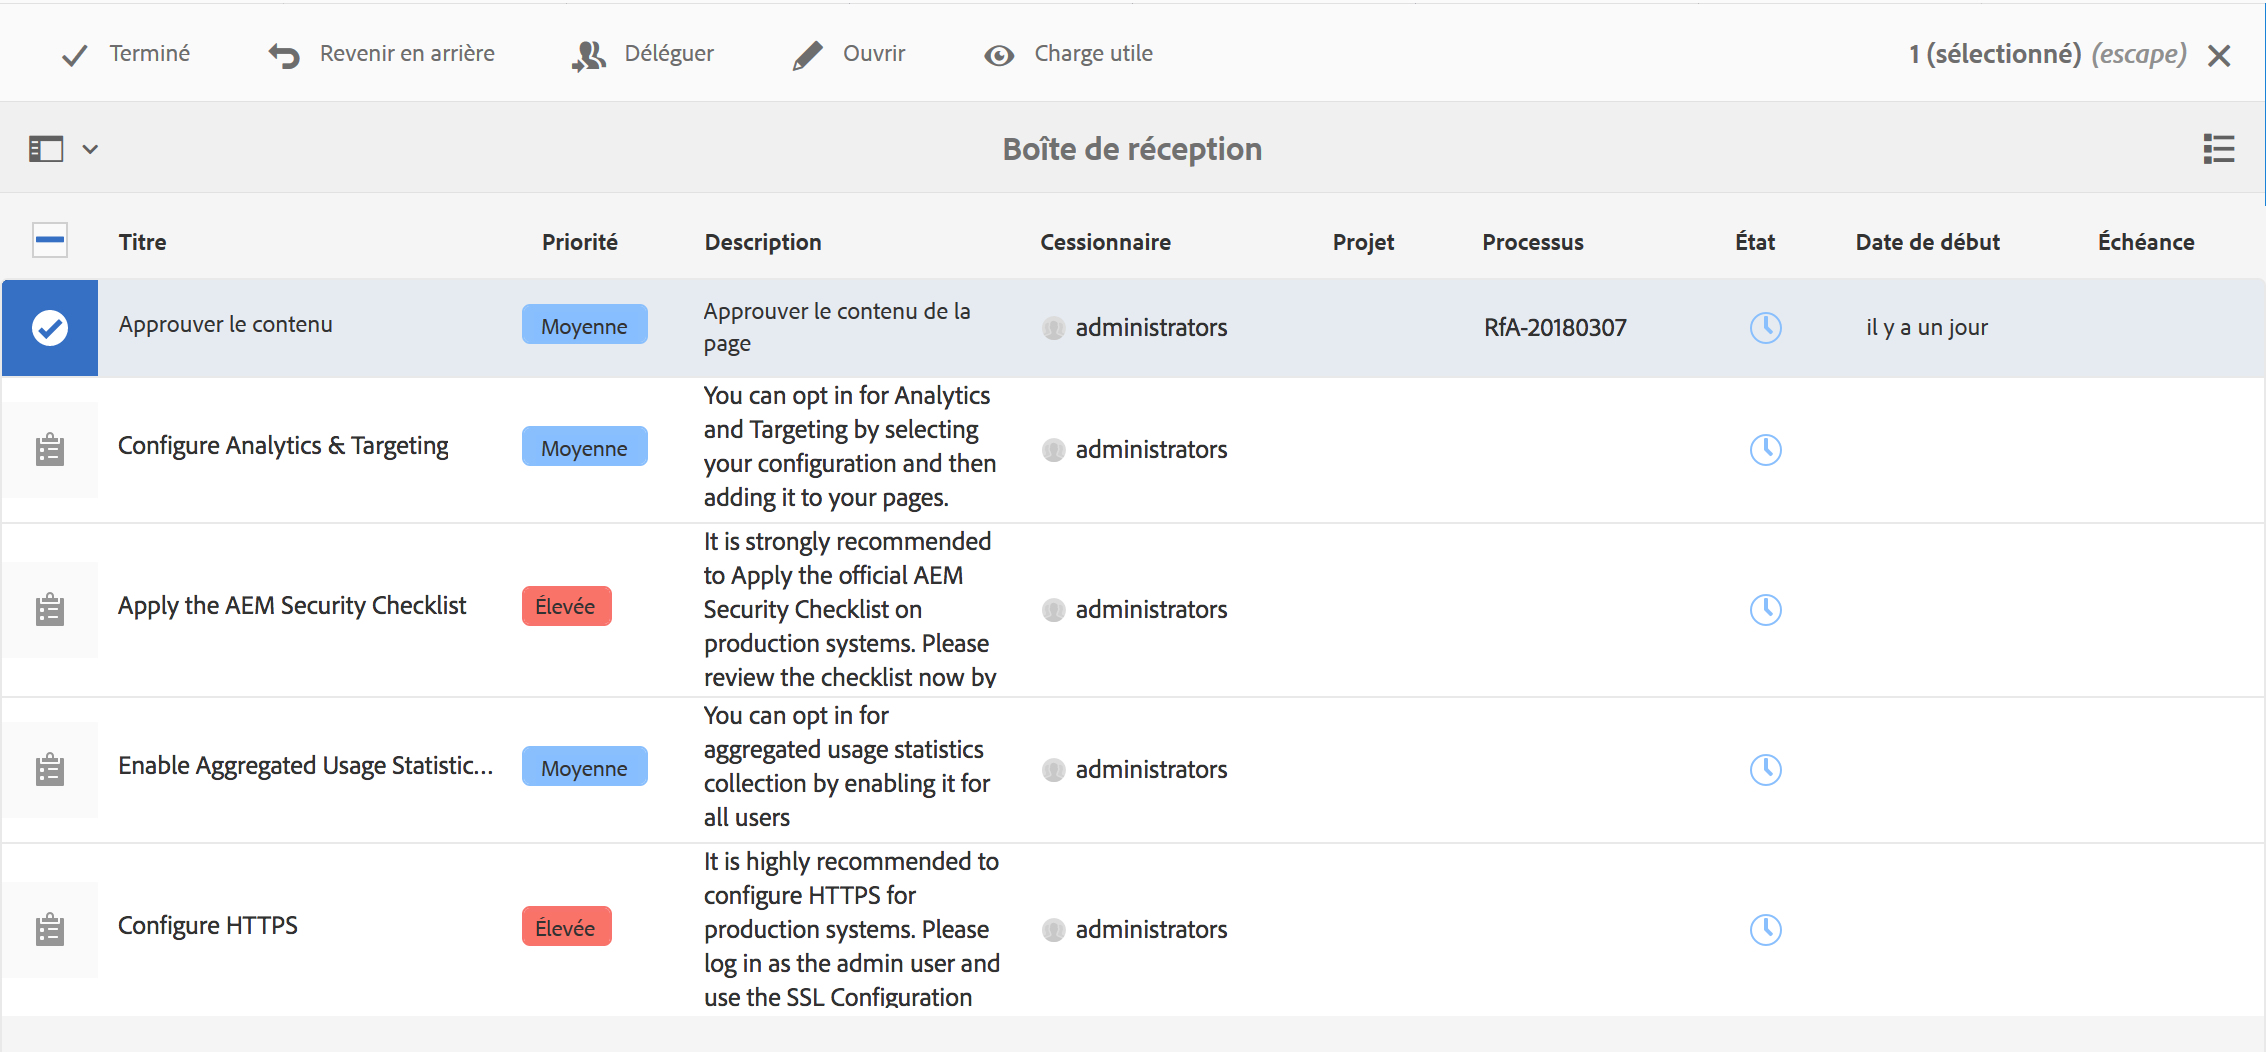 Terminé Revenir en arrière Déléguer Ouvrir Charge utile 1 (sélectionné) (escape)
Boîte de réception
Titre Priorité Description Cessionnaire Projet Processus État Date de début Échéance
Approuver le contenu Moyenne Approuver le contenu de la
page
administrators RfA-20180307 il y a un jour
Configure Analytics & Targeting Moyenne
You can opt in for Analytics
and Targeting by selecting
your configuration and then
adding it to your pages.
administrators
Apply the AEM Security Checklist Élevée
It is strongly recommended
to Apply the official AEM
Security Checklist on
production systems. Please
review the checklist now by
administrators
Enable Aggregated Usage Statistic... Moyenne
You can opt in for
aggregated usage statistics
collection by enabling it for
all users
administrators
Configure HTTPS Élevée
It is highly recommended to
configure HTTPS for
production systems. Please
log in as the admin user and
use the SSL Configuration
administrators